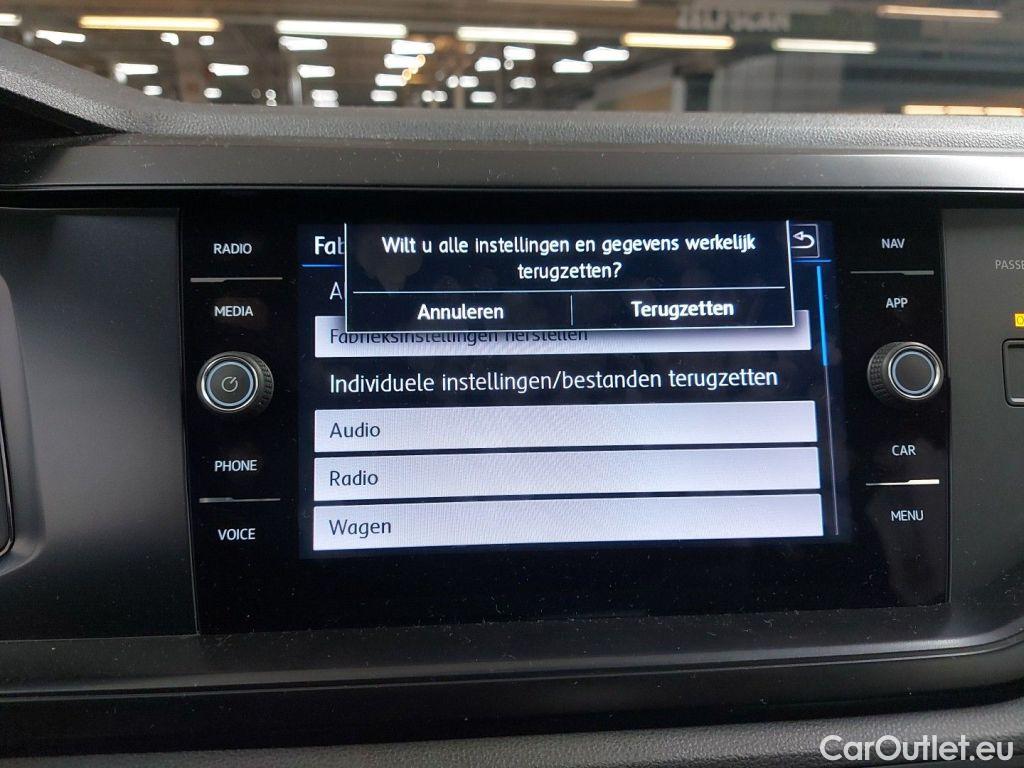 ZELFSCAN
RADIO
MEDIA
PHONE
VOICE
Wilt u alle instellingen en gegevens werkelijk
terugzetten?
Annuleren
Terugzetten
Fabrieksinstellingen herstellen
Individuele instellingen/bestanden terugzetten
Audio
Radio
Wagen
NAV
APP
CAR
MENU
CarOutlet.eu